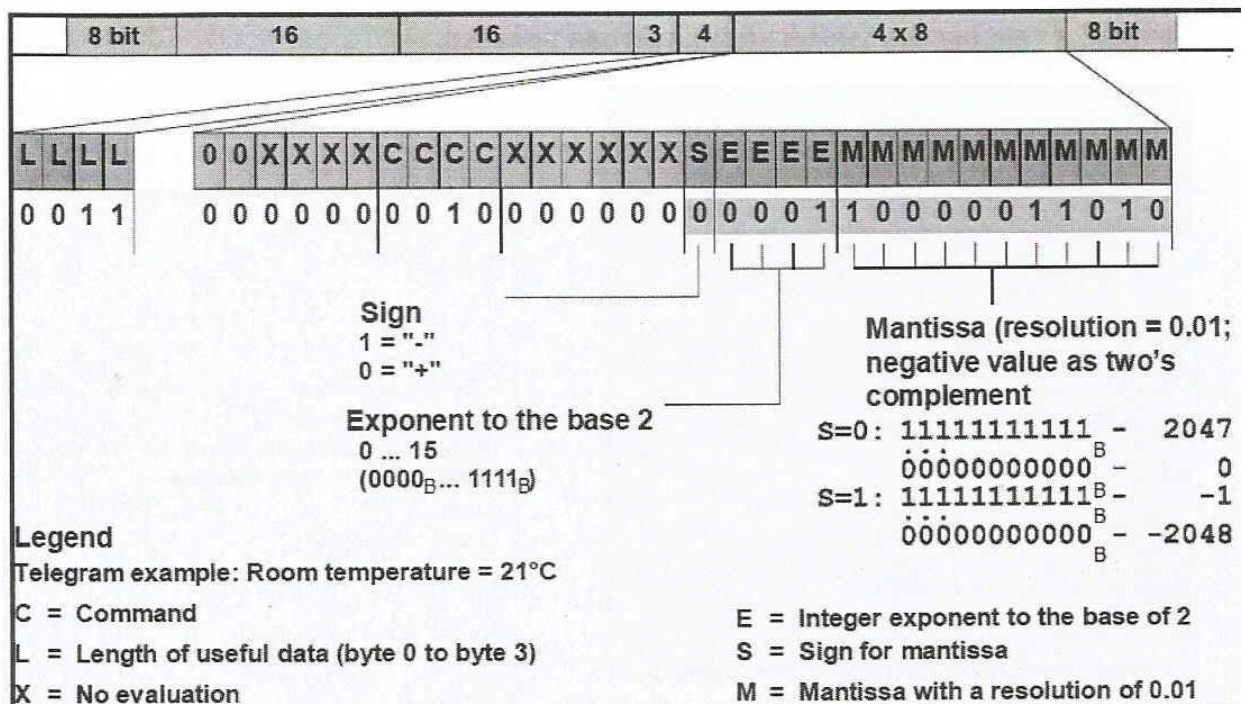 8 bit 16 16 3 4 4 x 8 8 bit
L L L L 0 0 X X X X C C C C X X X X X X S E E E E M M M M M M M M M M M
0 0 1 1 0 0 0 0 0 0 0 0 1 0 0 0 0 0 0 0 0 0 0 0 1 1 0 0 0 0 0 1 1 0 1 0
Sign
1 = "-"
0 = "+"
Exponent to the base 2
0 ... 15
(0000B... 1111B)
Mantissa (resolution = 0.01;
negative value as two's
complement
S=0: 11111111111B - 2047
...
00000000000B - 0
S=1: 11111111111B - -1
...
00000000000B - -2048
Legend
Telegram example: Room temperature = 21°C
C = Command
L = Length of useful data (byte 0 to byte 3)
X = No evaluation
E = Integer exponent to the base of 2
S = Sign for mantissa
M = Mantissa with a resolution of 0.01